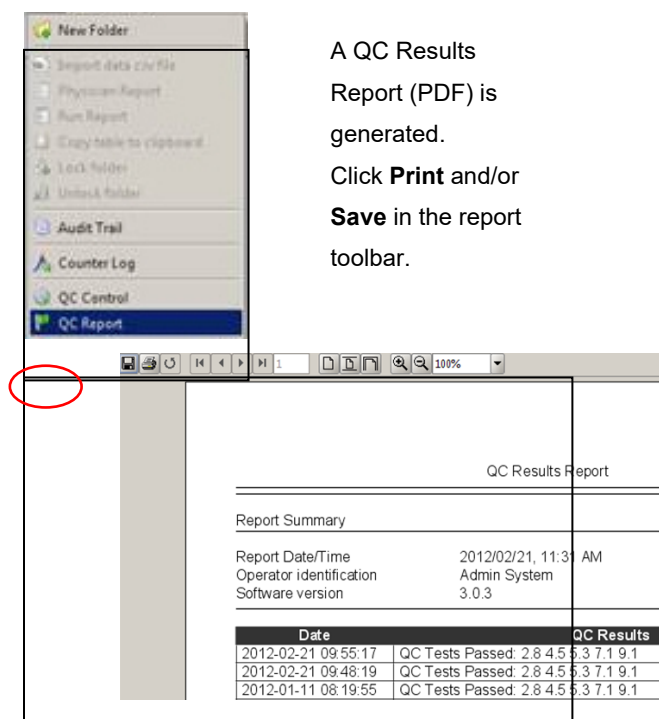 New Folder
Import data csv file
Physician Report
Run Report
Copy table to clipboard
Lock folder
Unlock folder
Audit Trail
Counter Log
QC Control
QC Report
A QC Results
Report (PDF) is
generated.
Click Print and/or
Save in the report
toolbar.
1 100%
QC Results Report
Report Summary
Report Date/Time 2012/02/21, 11:31 AM
Operator identification Admin System
Software version 3.0.3
Date QC Results
2012-02-21 09:55:17 QC Tests Passed: 2.8 4.5 5.3 7.1 9.1
2012-02-21 09:48:19 QC Tests Passed: 2.8 4.5 5.3 7.1 9.1
2012-01-11 08:19:55 QC Tests Passed: 2.8 4.5 5.3 7.1 9.1